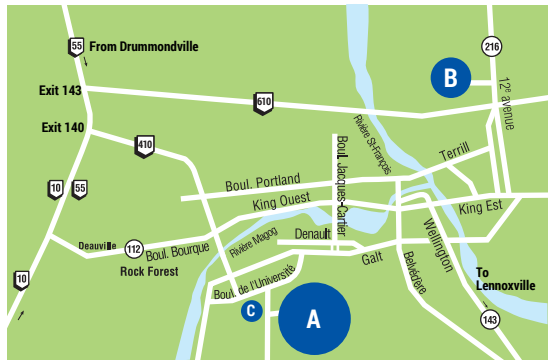 55
From Drummondville
216
B
12e avenue
Exit 143
610
Exit 140
410
Rivière St-François
Boul. Jacques-Cartier
Terrill
10
55
Boul. Portland
King Ouest
King Est
Deauville
112
Boul. Bourque
Rock Forest
Rivière Magog
Denault
Galt
Belvédère
Wellington
To
Lennoxville
10
Boul. de l'Université
C
A
143